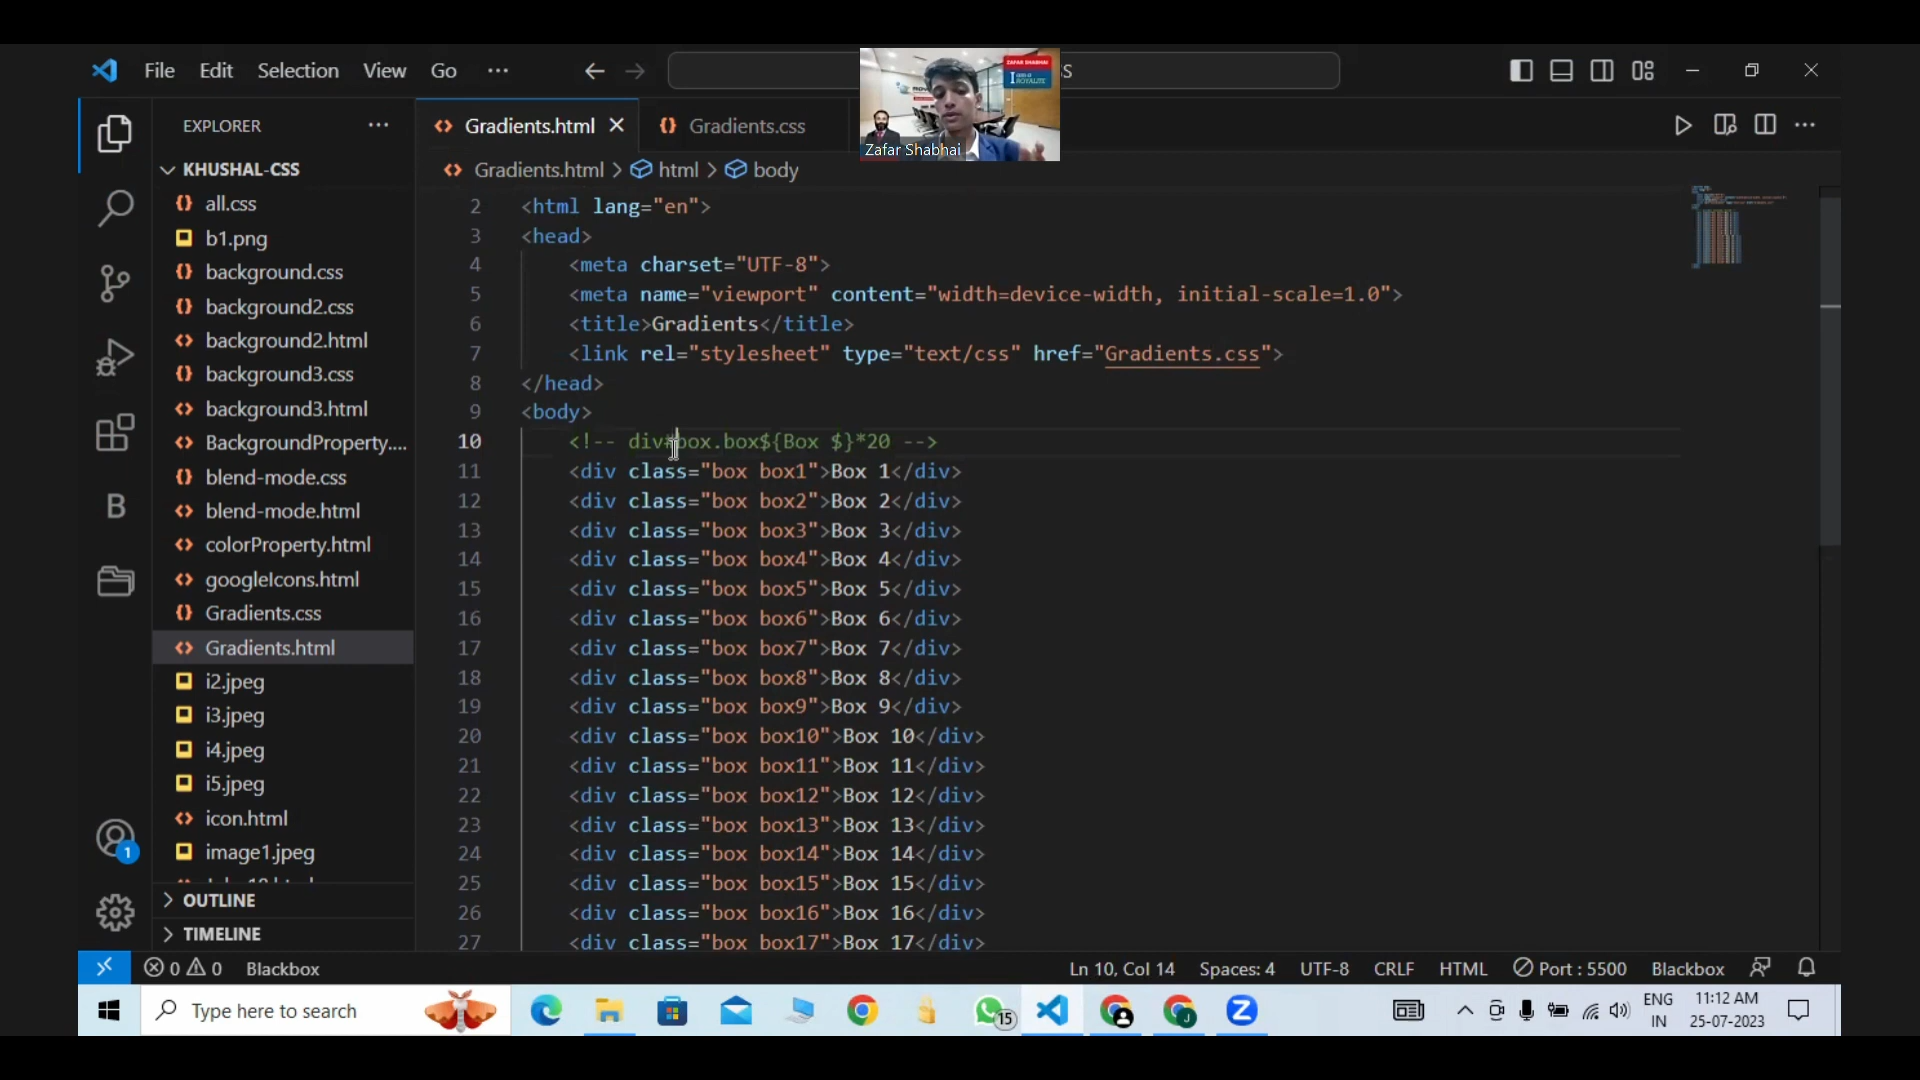 File Edit Selection View Go
ZAFAR SHABHAI
Zafar Shabhai
EXPLORER
KHUSHAL-CSS
all.css
b1.png
background.css
background2.css
background2.html
background3.css
background3.html
BackgroundProperty....
blend-mode.css
blend-mode.html
colorProperty.html
googleIcons.html
Gradients.css
Gradients.html
i2.jpeg
i3.jpeg
i4.jpeg
i5.jpeg
icon.html
image1.jpeg
OUTLINE
TIMELINE
Gradients.html Gradients.css
Gradients.html > html > body
2 <html lang="en">
3 <head>
4 <meta charset="UTF-8">
5 <meta name="viewport" content="width=device-width, initial-scale=1.0">
6 <title>Gradients</title>
7 <link rel="stylesheet" type="text/css" href="Gradients.css">
8 </head>
9 <body>
10 <!-- div#box.box${Box $}*20 -->
11 <div class="box box1">Box 1</div>
12 <div class="box box2">Box 2</div>
13 <div class="box box3">Box 3</div>
14 <div class="box box4">Box 4</div>
15 <div class="box box5">Box 5</div>
16 <div class="box box6">Box 6</div>
17 <div class="box box7">Box 7</div>
18 <div class="box box8">Box 8</div>
19 <div class="box box9">Box 9</div>
20 <div class="box box10">Box 10</div>
21 <div class="box box11">Box 11</div>
22 <div class="box box12">Box 12</div>
23 <div class="box box13">Box 13</div>
24 <div class="box box14">Box 14</div>
25 <div class="box box15">Box 15</div>
26 <div class="box box16">Box 16</div>
27 <div class="box box17">Box 17</div>
0 0 Blackbox Ln 10, Col 14 Spaces: 4 UTF-8 CRLF HTML Port : 5500 Blackbox
Type here to search
15
ENG
IN
11:12 AM
25-07-2023